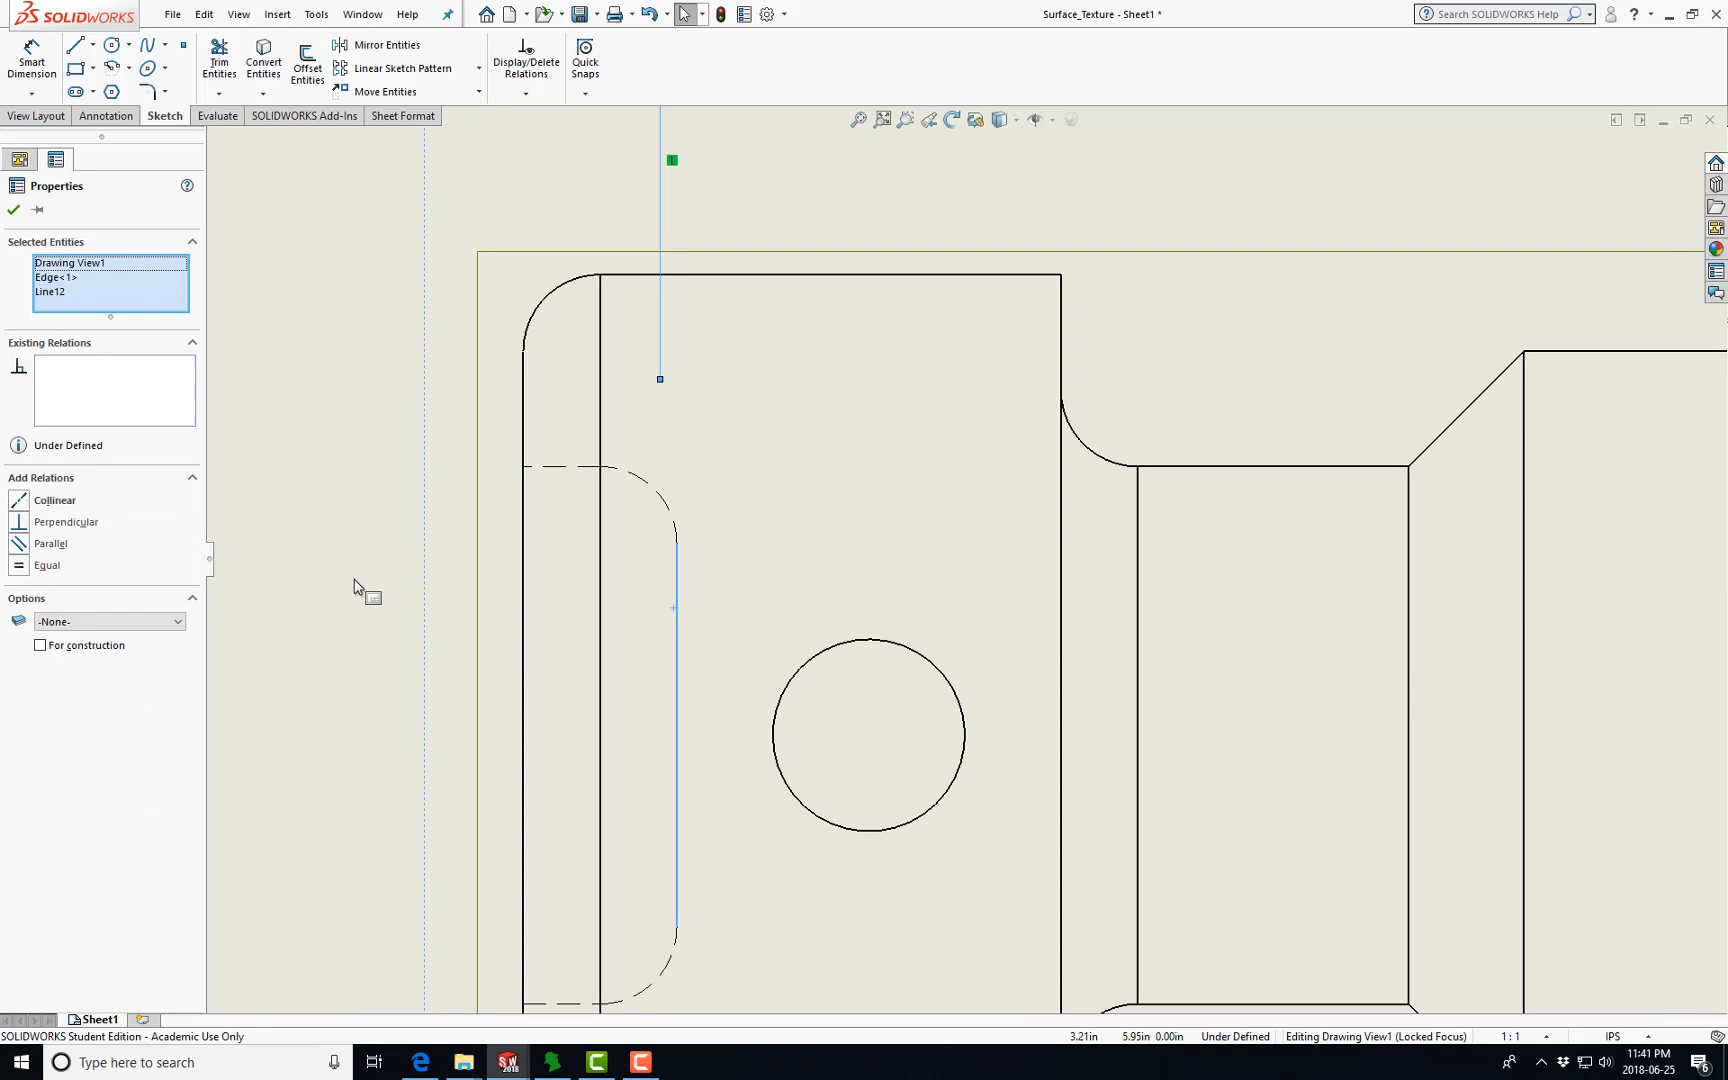 SOLIDWORKS
File Edit View Insert Tools Window Help
Surface_Texture - Sheet1 *
Search SOLIDWORKS Help
Smart Dimension
Trim Entities
Convert Entities
Offset Entities
Mirror Entities
Linear Sketch Pattern
Move Entities
Display/Delete Relations
Quick Snaps
View Layout Annotation Sketch Evaluate SOLIDWORKS Add-Ins Sheet Format
Properties
Selected Entities
Drawing View1
Edge<1>
Line12
Existing Relations
Under Defined
Add Relations
Collinear
Perpendicular
Parallel
Equal
Options
-None-
For construction
Sheet1
SOLIDWORKS Student Edition - Academic Use Only
3.21in 5.95in 0.00in Under Defined Editing Drawing View1 (Locked Focus) 1 : 1 IPS
Type here to search
SW
2018
11:41 PM
2018-06-25
6